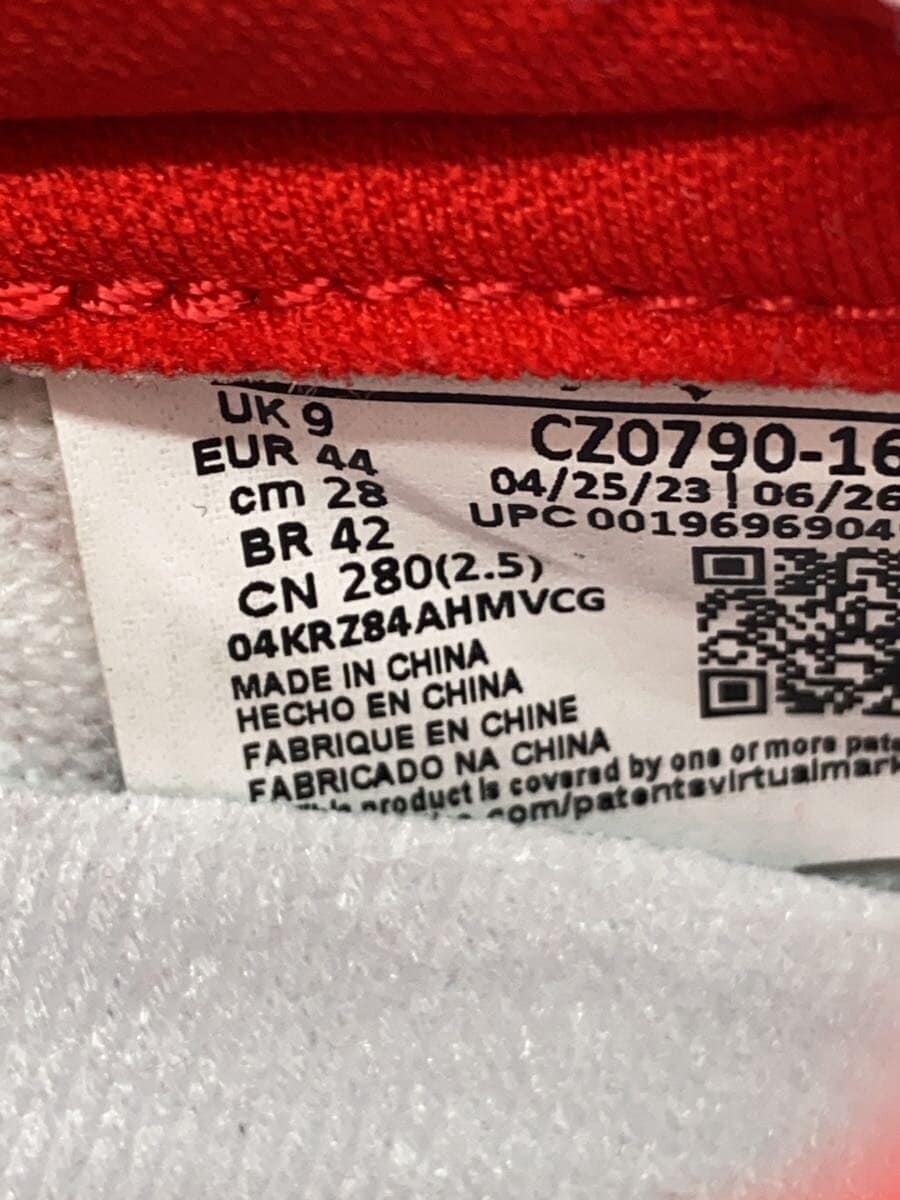 UK 9
EUR 44
cm 28
BR 42
CN 280(2.5)
04KRZ84AHMVCG
MADE IN CHINA
HECHO EN CHINA
FABRIQUE EN CHINE
FABRICADO NA CHINA
product is covered by one or more
com/patentsvirtualmark
CZ0790-16
04/25/23 | 06/26
UPC 0019696904